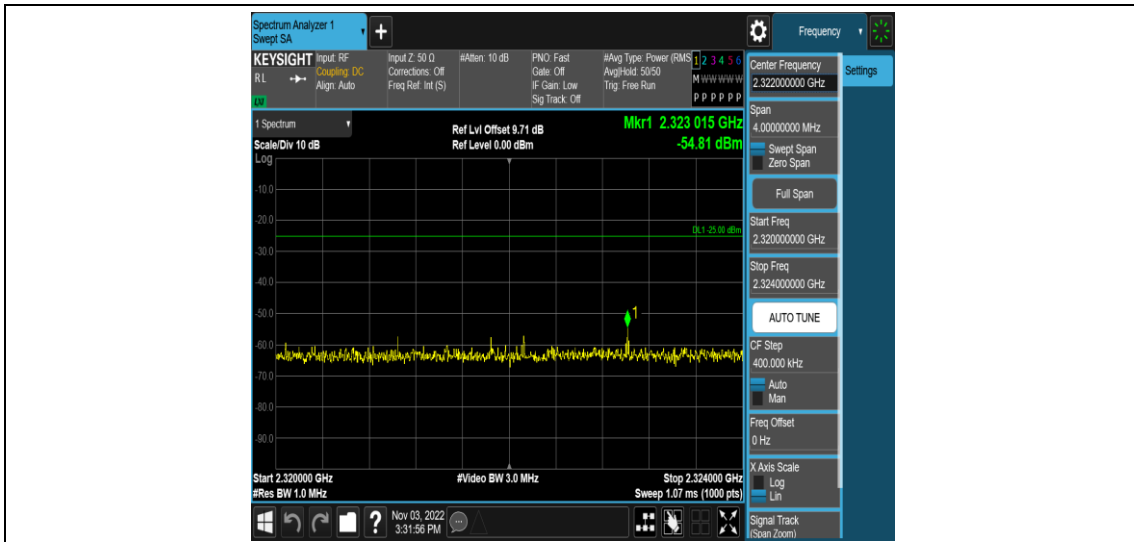 Spectrum Analyzer 1
Swept SA
Frequency
KEYSIGHT
RL
LXI
Input: RF
Coupling: DC
Align: Auto
Input Z: 50 Ω
Corrections: Off
Freq Ref: Int (S)
#Atten: 10 dB
PNO: Fast
Gate: Off
IF Gain: Low
Sig Track: Off
#Avg Type: Power (RMS
Avg|Hold: 50/50
Trig: Free Run
1 2 3 4 5 6
M W W W W W
P P P P P P
1 Spectrum
Scale/Div 10 dB
Ref Lvl Offset 9.71 dB
Ref Level 0.00 dBm
Mkr1 2.323 015 GHz
-54.81 dBm
Log
-10.0
-20.0
DL1 -25.00 dBm
-30.0
-40.0
-50.0
1
-60.0
-70.0
-80.0
-90.0
Start 2.320000 GHz
#Res BW 1.0 MHz
#Video BW 3.0 MHz
Stop 2.324000 GHz
Sweep 1.07 ms (1000 pts)
?
Nov 03, 2022
3:31:56 PM
Center Frequency
2.322000000 GHz
Settings
Span
4.00000000 MHz
Swept Span
Zero Span
Full Span
Start Freq
2.320000000 GHz
Stop Freq
2.324000000 GHz
AUTO TUNE
CF Step
400.000 kHz
Auto
Man
Freq Offset
0 Hz
X Axis Scale
Log
Lin
Signal Track
(Span Zoom)